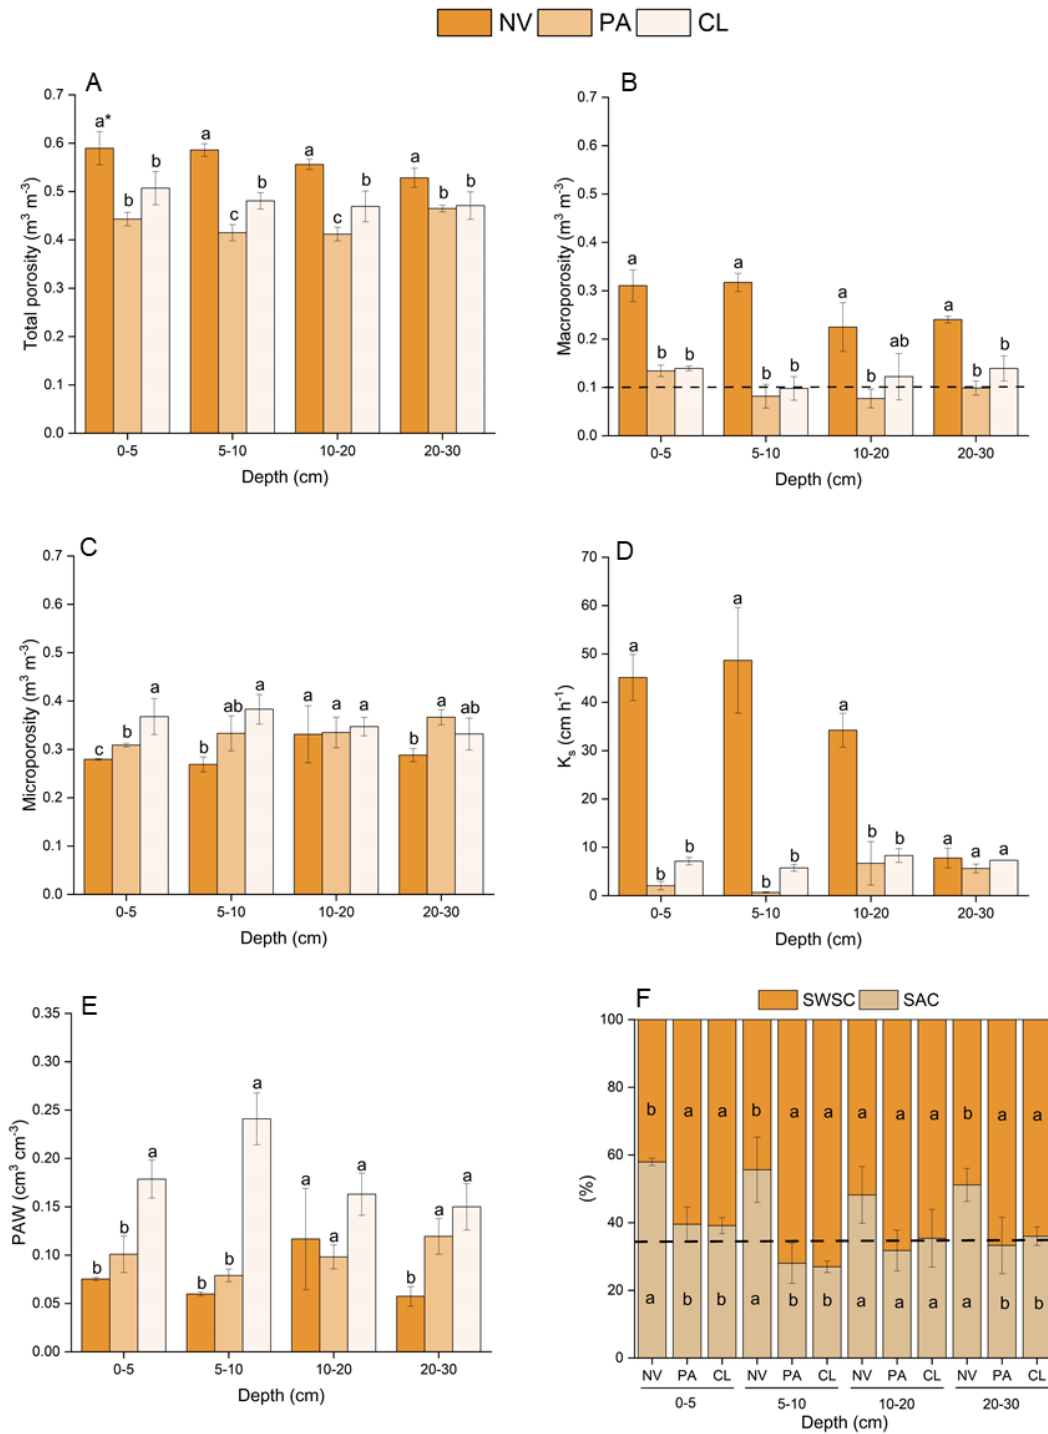 NV PA CL
A
Total porosity (m³ m⁻³)
0.7
0.6
0.5
0.4
0.3
0.2
0.1
0.0
a* b b
a c b
a c b
a b b
0-5 5-10 10-20 20-30
Depth (cm)
B
Macroporosity (m³ m⁻³)
0.7
0.6
0.5
0.4
0.3
0.2
0.1
0.0
a b b
a b b
a b ab
a b b
0-5 5-10 10-20 20-30
Depth (cm)
C
Microporosity (m³ m⁻³)
0.7
0.6
0.5
0.4
0.3
0.2
0.1
0.0
c b a
b ab a
a a a
b a ab
0-5 5-10 10-20 20-30
Depth (cm)
D
Kₛ (cm h⁻¹)
70
60
50
40
30
20
10
0
a b b
a b b
a b b
a a a
0-5 5-10 10-20 20-30
Depth (cm)
E
PAW (cm³ cm⁻³)
0.35
0.30
0.25
0.20
0.15
0.10
0.05
0.00
b b a
b b a
a a a
b a a
0-5 5-10 10-20 20-30
Depth (cm)
F
SWSC SAC
(%)
100
80
60
40
20
0
b a a b a a a a a b a a
a b b a b b a a a a b b
NV PA CL NV PA CL NV PA CL NV PA CL
0-5 5-10 10-20 20-30
Depth (cm)